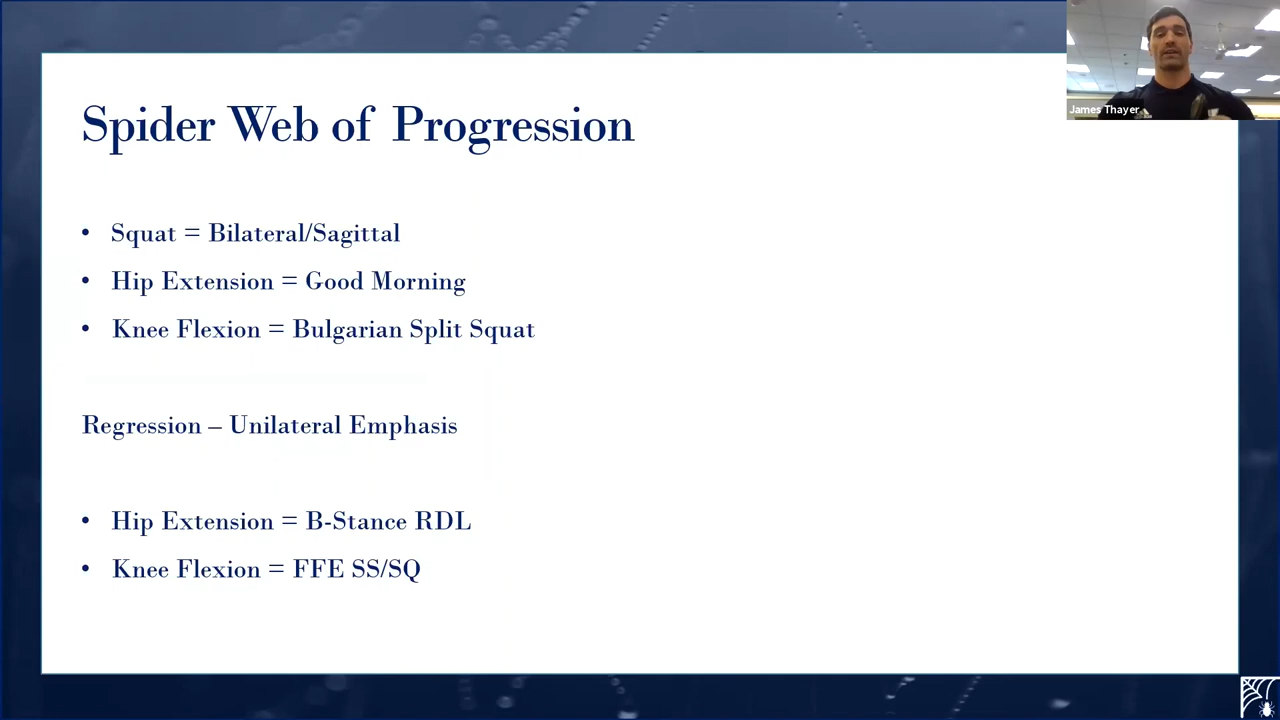 James Thayer
Spider Web of Progression
• Squat = Bilateral/Sagittal
• Hip Extension = Good Morning
• Knee Flexion = Bulgarian Split Squat
Regression – Unilateral Emphasis
• Hip Extension = B-Stance RDL
• Knee Flexion = FFE SS/SQ